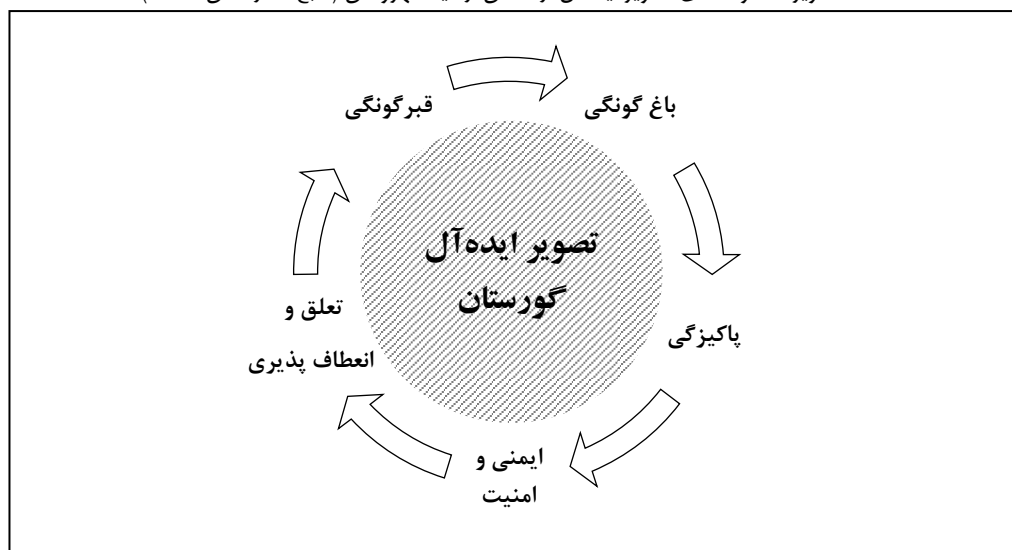 قبرگونگی
باغ گونگی
تصویر ایده‌آل
گورستان
پاکیزگی
تعلق و
انعطاف پذیری
ایمنی و
امنیت